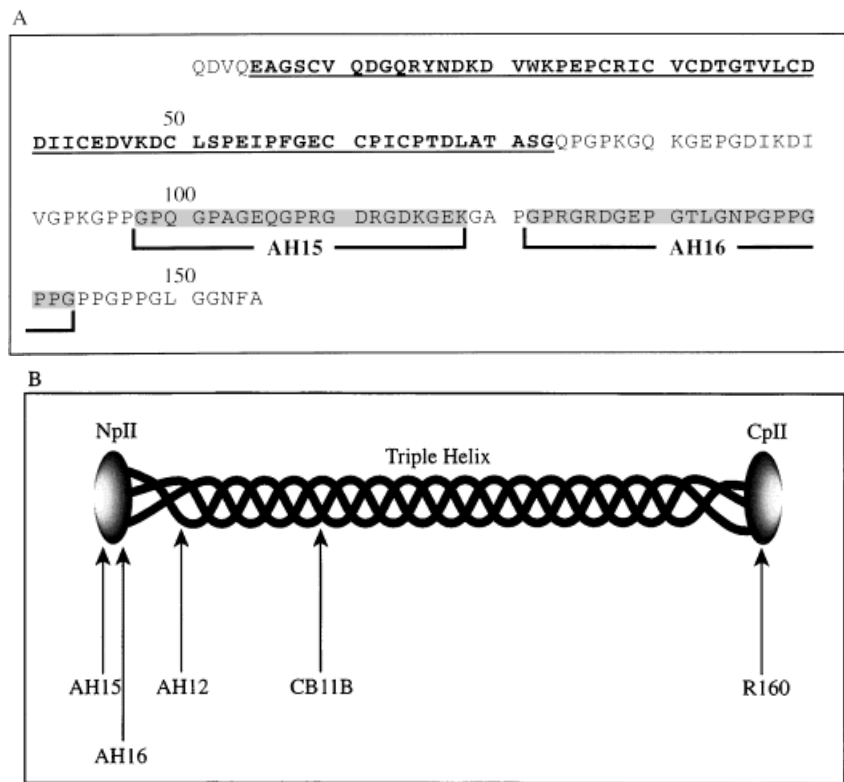 A
QDVQEAGSCV QDGQRYNDKD VWKPEPCRIC VCDTGTVLCD
50
DIICEDVKDC LSPEIPFGEC CPICPTDLAT ASGQPGPKGQ KGEPGDIKDI
100
VGPKGPPGPQ GPAGEQGPRG DRGDKGEKGA PGPRGRDGEP GTLGNPGPPG
AH15 AH16
150
PPGPPGPPGL GGNFA
B
NpII CpII
Triple Helix
AH15 AH12 CB11B R160
AH16